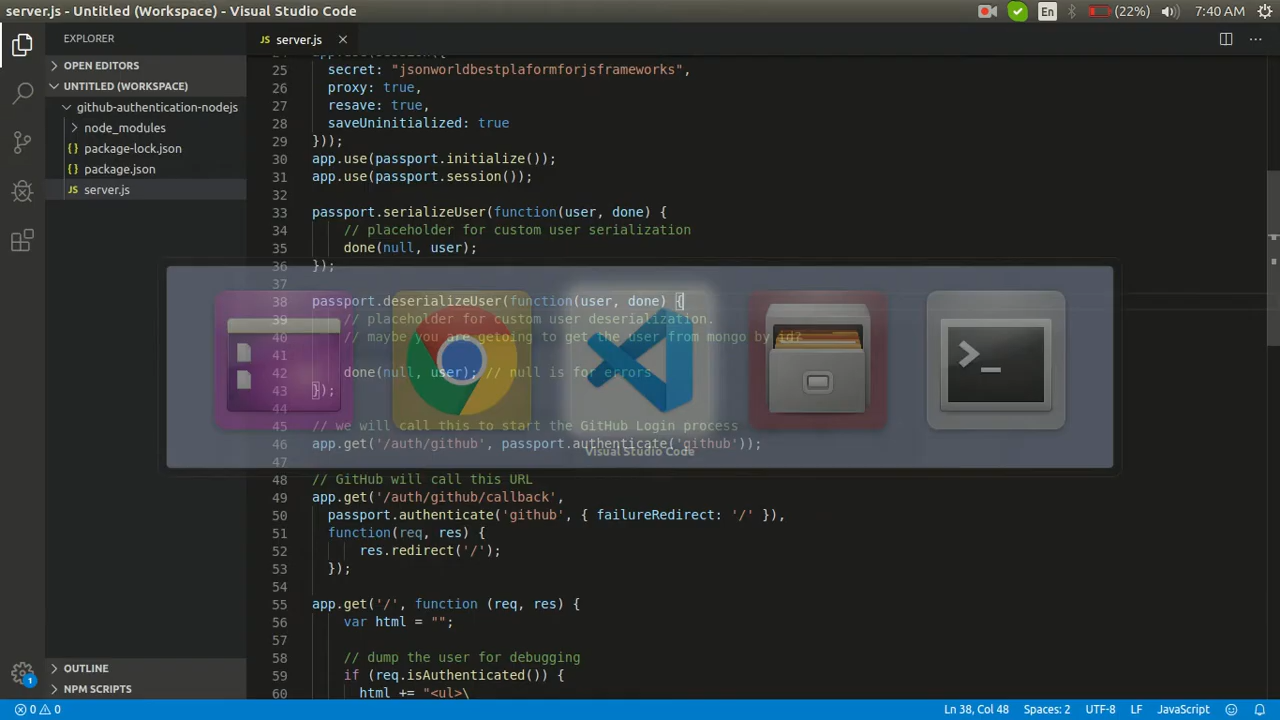 server.js - Untitled (Workspace) - Visual Studio Code
En
(22%)
7:40 AM
EXPLORER
OPEN EDITORS
UNTITLED (WORKSPACE)
github-authentication-nodejs
node_modules
package-lock.json
package.json
JS server.js
OUTLINE
NPM SCRIPTS
JS server.js
25 secret: "jsonworldbestplaformforjsframeworks",
26 proxy: true,
27 resave: true,
28 saveUninitialized: true
29 }));
30 app.use(passport.initialize());
31 app.use(passport.session());
32
33 passport.serializeUser(function(user, done) {
34 // placeholder for custom user serialization
35 done(null, user);
36 });
37
38 passport.deserializeUser(function(user, done) {
39 // placeholder for custom user deserialization.
40 // maybe you are getoing to get the user from mongo by id?
41
42 done(null, user); // null is for errors
43 });
44
45 // we will call this to start the GitHub Login process
46 app.get('/auth/github', passport.authenticate('github'));
Visual Studio Code
47
48 // GitHub will call this URL
49 app.get('/auth/github/callback',
50 passport.authenticate('github', { failureRedirect: '/' }),
51 function(req, res) {
52 res.redirect('/');
53 });
54
55 app.get('/', function (req, res) {
56 var html = "";
57
58 // dump the user for debugging
59 if (req.isAuthenticated()) {
60 html += "<ul>\
1
0
0
Ln 38, Col 48
Spaces: 2
UTF-8
LF
JavaScript